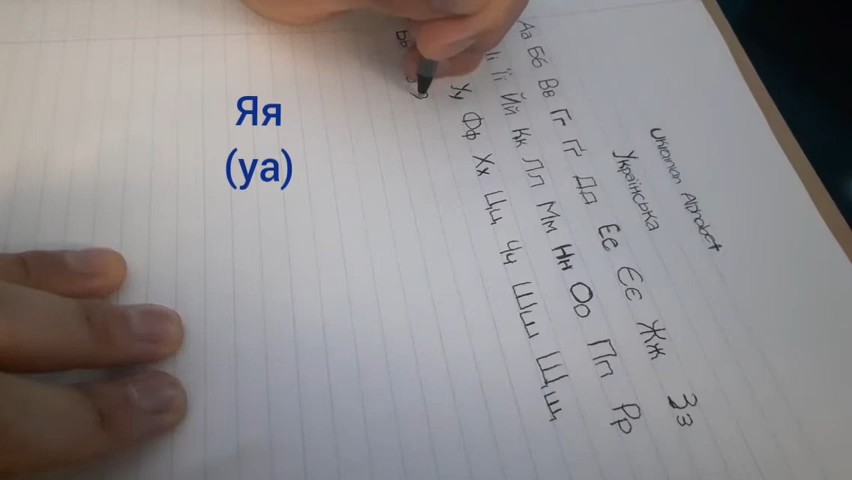 Ukrainian Alphabet
Українська
Аа Бб Вв Гг Ґґ Дд Ее Єє Жж Зз
Іі Її Йй Кк Лл Мм Нн Оо Пп Рр
Уу Фф Хх Цц Чч Шш Щщ
Ьь
Яя
(ya)